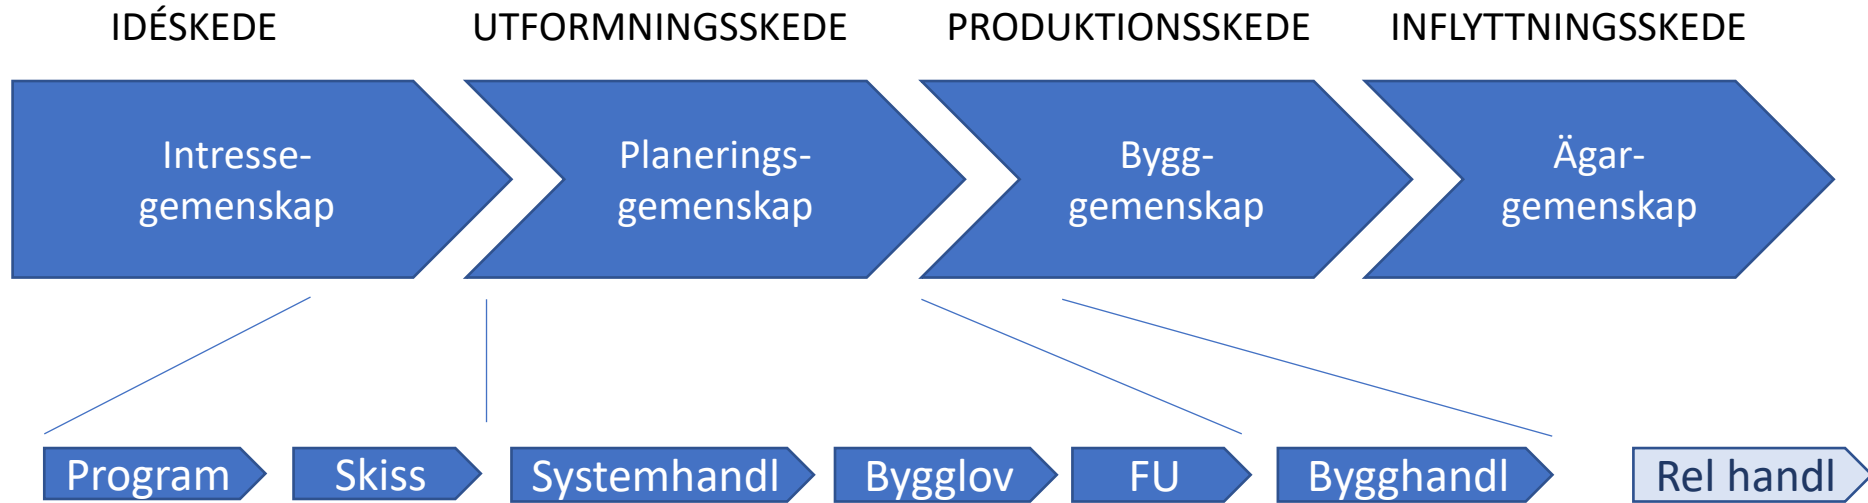 IDÉSKEDE
UTFORMNINGSSKEDE
PRODUKTIONSSKEDE
INFLYTTNINGSSKEDE
Intresse-
gemenskap
Planerings-
gemenskap
Bygg-
gemenskap
Ägar-
gemenskap
Program
Skiss
Systemhandl
Bygglov
FU
Bygghandl
Rel handl